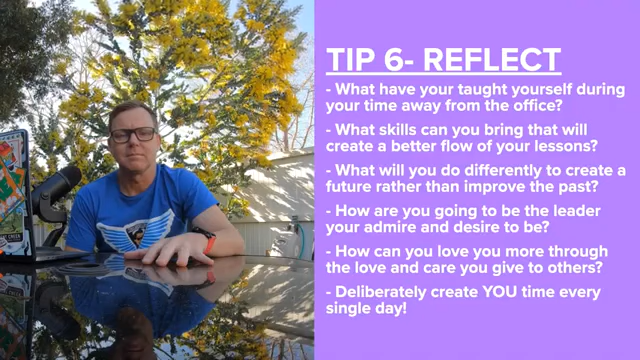 TIP 6- REFLECT
- What have your taught yourself during
your time away from the office?
- What skills can you bring that will
create a better flow of your lessons?
- What will you do differently to create a
future rather than improve the past?
- How are you going to be the leader
your admire and desire to be?
- How can you love you more through
the love and care you give to others?
- Deliberately create YOU time every
single day!